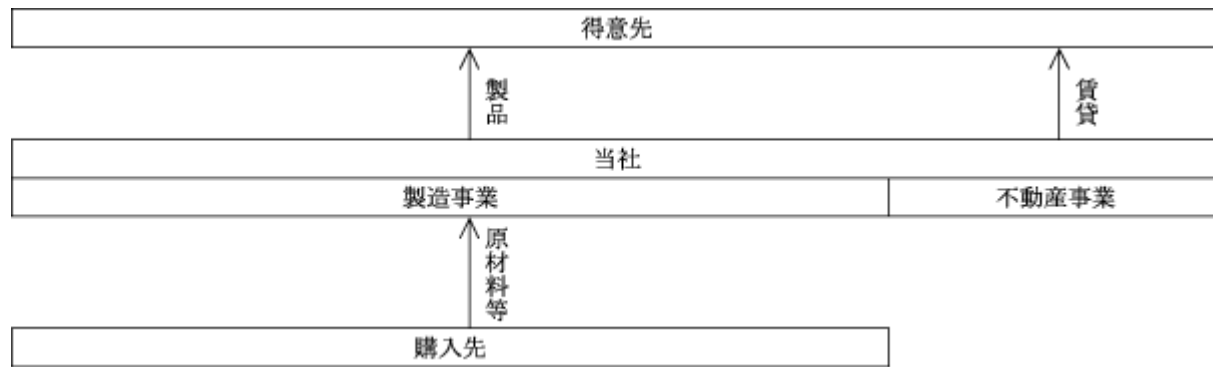 得意先
製品
賃貸
当社
製造事業
不動産事業
原材料等
購入先